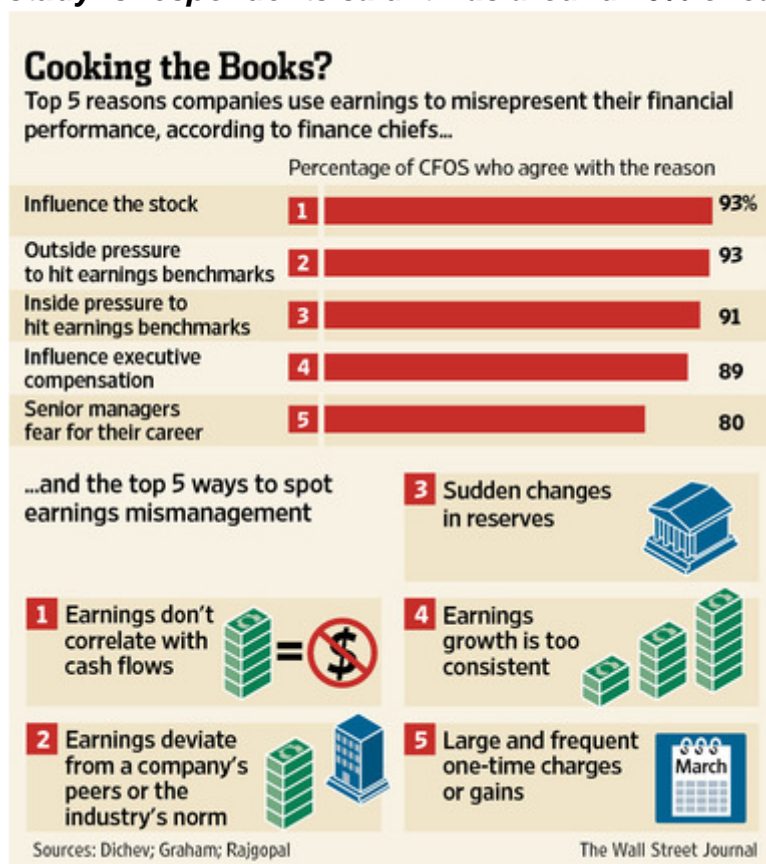 Cooking the Books?
Top 5 reasons companies use earnings to misrepresent their financial
performance, according to finance chiefs...
Percentage of CFOS who agree with the reason
Influence the stock
1
93%
Outside pressure
to hit earnings benchmarks
2
93
Inside pressure to
hit earnings benchmarks
3
91
Influence executive
compensation
4
89
Senior managers
fear for their career
5
80
...and the top 5 ways to spot
earnings mismanagement
1 Earnings don't
correlate with
cash flows
= $
2 Earnings deviate
from a company's
peers or the
industry's norm
3 Sudden changes
in reserves
4 Earnings
growth is too
consistent
5 Large and frequent
one-time charges
or gains
$$$
March
Sources: Dichev; Graham; Rajgopal
The Wall Street Journal